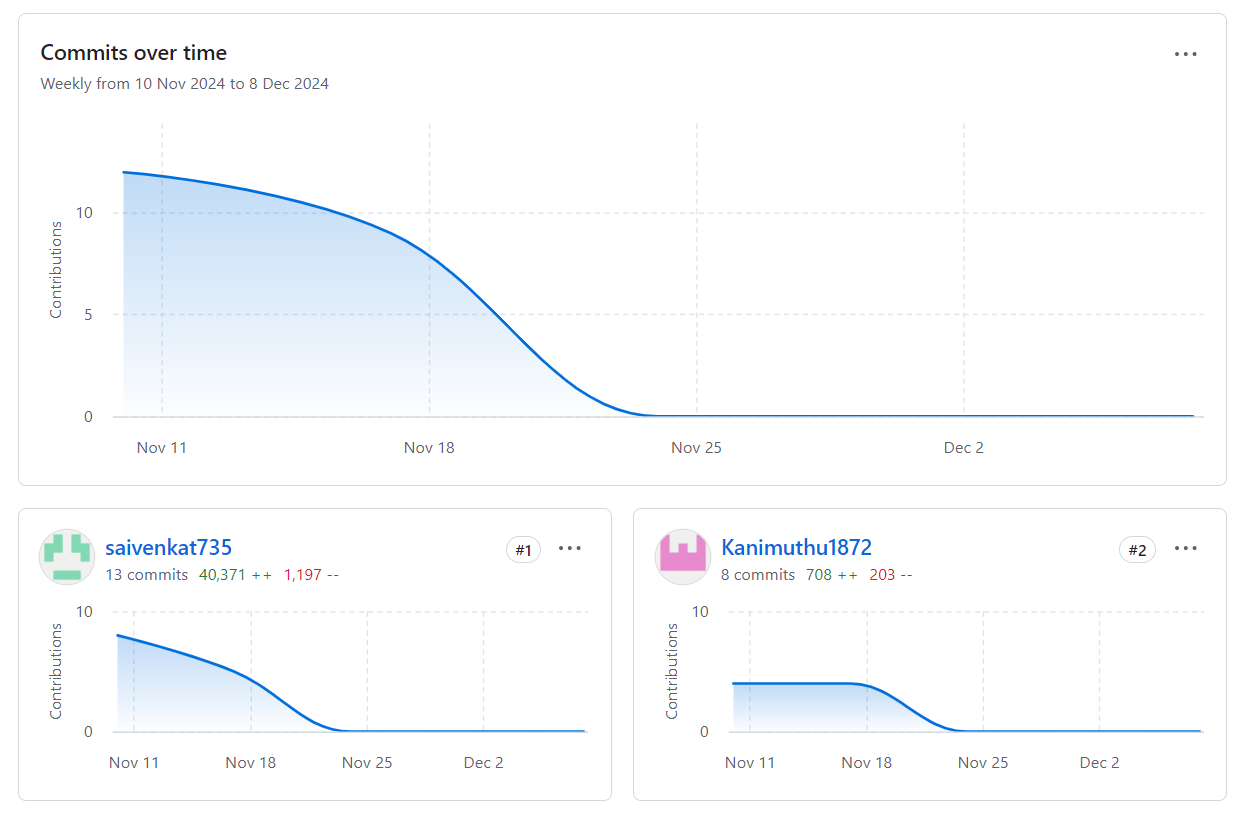 Commits over time
Weekly from 10 Nov 2024 to 8 Dec 2024
Contributions
10
5
0
Nov 11 Nov 18 Nov 25 Dec 2
saivenkat735 #1
13 commits 40,371 ++ 1,197 --
Contributions
10
0
Nov 11 Nov 18 Nov 25 Dec 2
Kanimuthu1872 #2
8 commits 708 ++ 203 --
Contributions
10
0
Nov 11 Nov 18 Nov 25 Dec 2